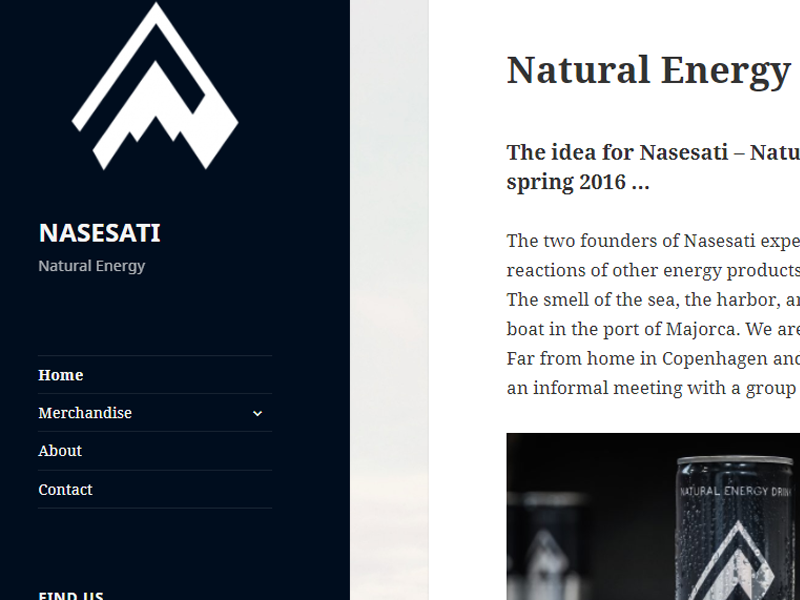 NASESATI
Natural Energy
Home
Merchandise
About
Contact
FIND US
Natural Energy
The idea for Nasesati – Natu
spring 2016 …
The two founders of Nasesati expe
reactions of other energy products
The smell of the sea, the harbor, a
boat in the port of Majorca. We are
Far from home in Copenhagen and
an informal meeting with a group
NATURAL ENERGY DRINK